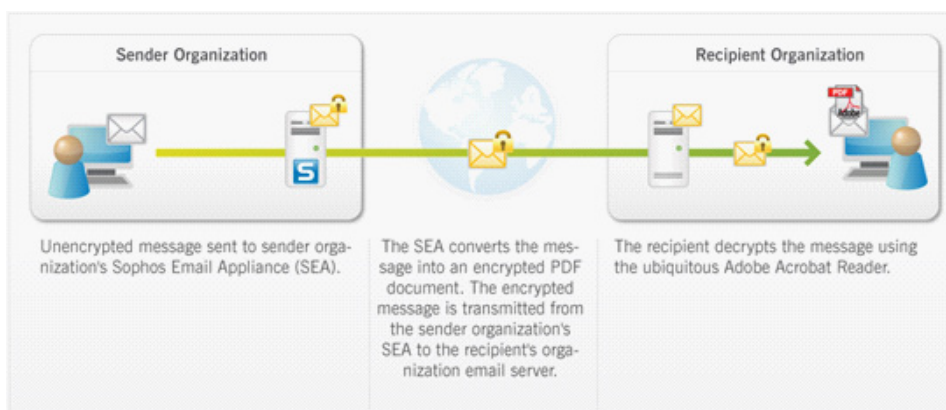 Sender Organization
Recipient Organization
PDF
Adobe
S
Unencrypted message sent to sender orga-
nization's Sophos Email Appliance (SEA).
The SEA converts the mes-
sage into an encrypted PDF
document. The encrypted
message is transmitted from
the sender organization's
SEA to the recipient's orga-
nization email server.
The recipient decrypts the message using
the ubiquitous Adobe Acrobat Reader.